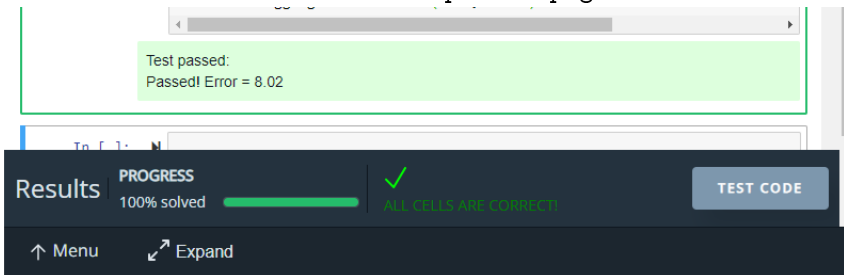 Test passed:
Passed! Error = 8.02
In [ ]:
Results
PROGRESS
100% solved
ALL CELLS ARE CORRECT!
TEST CODE
Menu
Expand